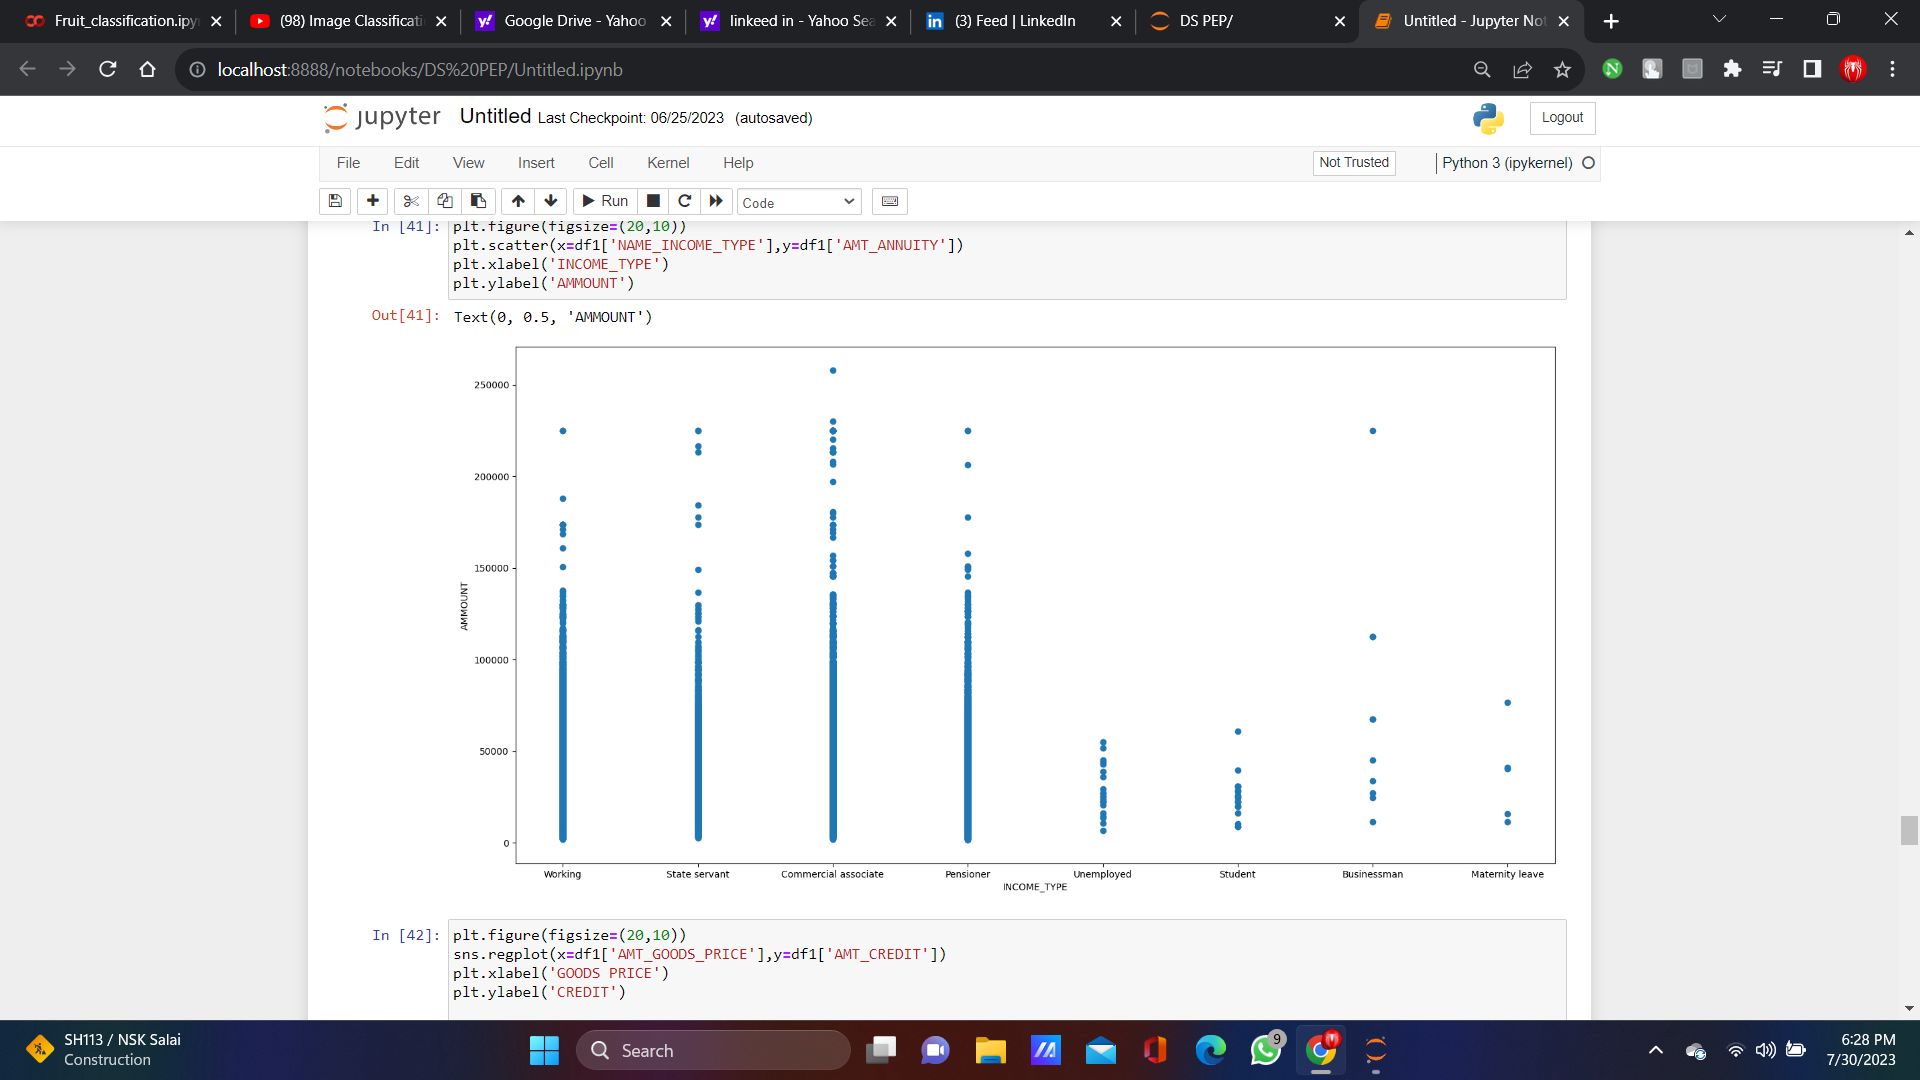 Fruit_classification.ipy
(98) Image Classificati
Google Drive - Yahoo
linkeed in - Yahoo Sea
(3) Feed | LinkedIn
DS PEP/
Untitled - Jupyter Not
localhost:8888/notebooks/DS%20PEP/Untitled.ipynb
jupyter Untitled Last Checkpoint: 06/25/2023 (autosaved)
Logout
File Edit View Insert Cell Kernel Help
Not Trusted
Python 3 (ipykernel)
Run
Code
In [41]: plt.figure(figsize=(20,10))
plt.scatter(x=df1['NAME_INCOME_TYPE'],y=df1['AMT_ANNUITY'])
plt.xlabel('INCOME_TYPE')
plt.ylabel('AMMOUNT')
Out[41]: Text(0, 0.5, 'AMMOUNT')
250000
200000
150000
100000
50000
0
AMMOUNT
Working State servant Commercial associate Pensioner Unemployed Student Businessman Maternity leave
INCOME_TYPE
In [42]: plt.figure(figsize=(20,10))
sns.regplot(x=df1['AMT_GOODS_PRICE'],y=df1['AMT_CREDIT'])
plt.xlabel('GOODS PRICE')
plt.ylabel('CREDIT')
SH113 / NSK Salai
Construction
Search
9
6:28 PM
7/30/2023